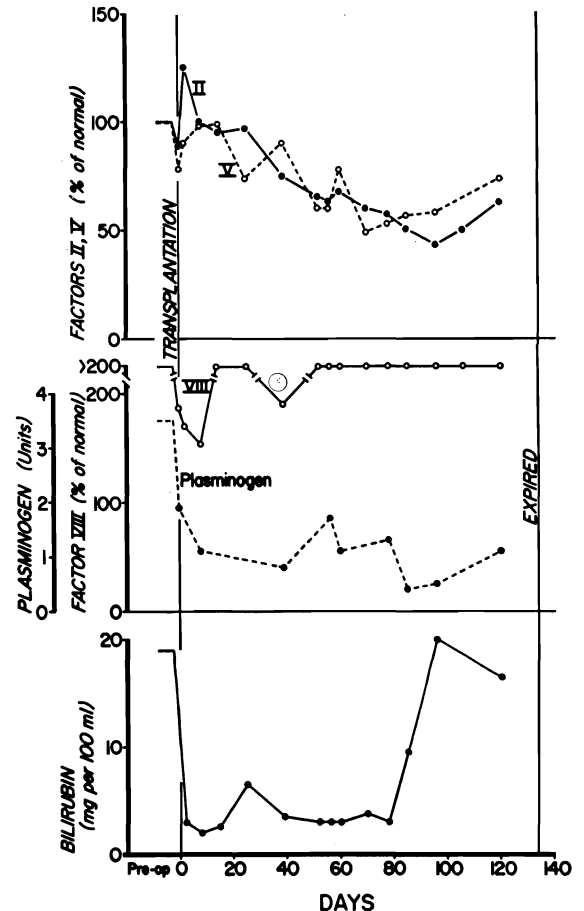 150
100
50
0
FACTORS II, V (% of normal)
II
V
TRANSPLANTATION
>200
200
100
0
4
3
2
1
0
PLASMINOGEN (Units)
FACTOR VIII (% of normal)
VIII
Plasminogen
EXPIRED
20
10
0
BILIRUBIN
(mg per 100 ml)
Pre-op 0 20 40 60 80 100 120 140
DAYS